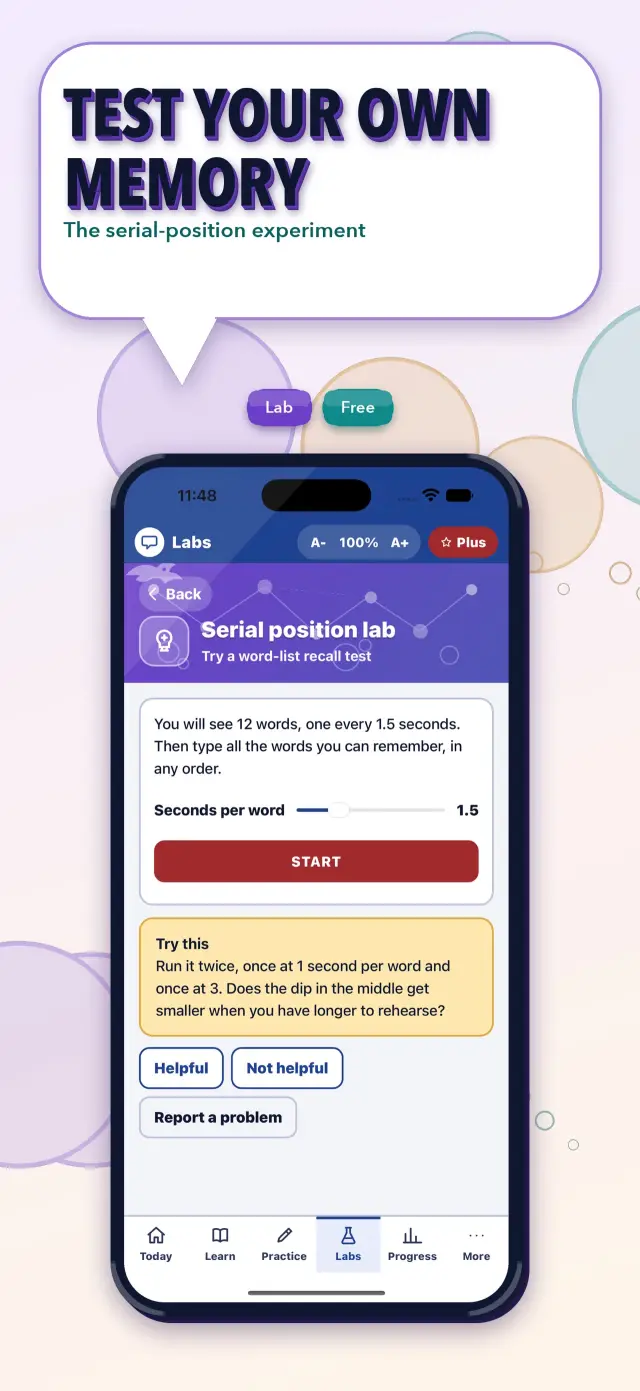 TEST YOUR OWN
MEMORY
The serial-position experiment
Lab
Free
11:48
Labs
A- 100% A+
Plus
Back
Serial position lab
Try a word-list recall test
You will see 12 words, one every 1.5 seconds.
Then type all the words you can remember, in
any order.
Seconds per word
1.5
START
Try this
Run it twice, once at 1 second per word and
once at 3. Does the dip in the middle get
smaller when you have longer to rehearse?
Helpful
Not helpful
Report a problem
Today
Learn
Practice
Labs
Progress
More